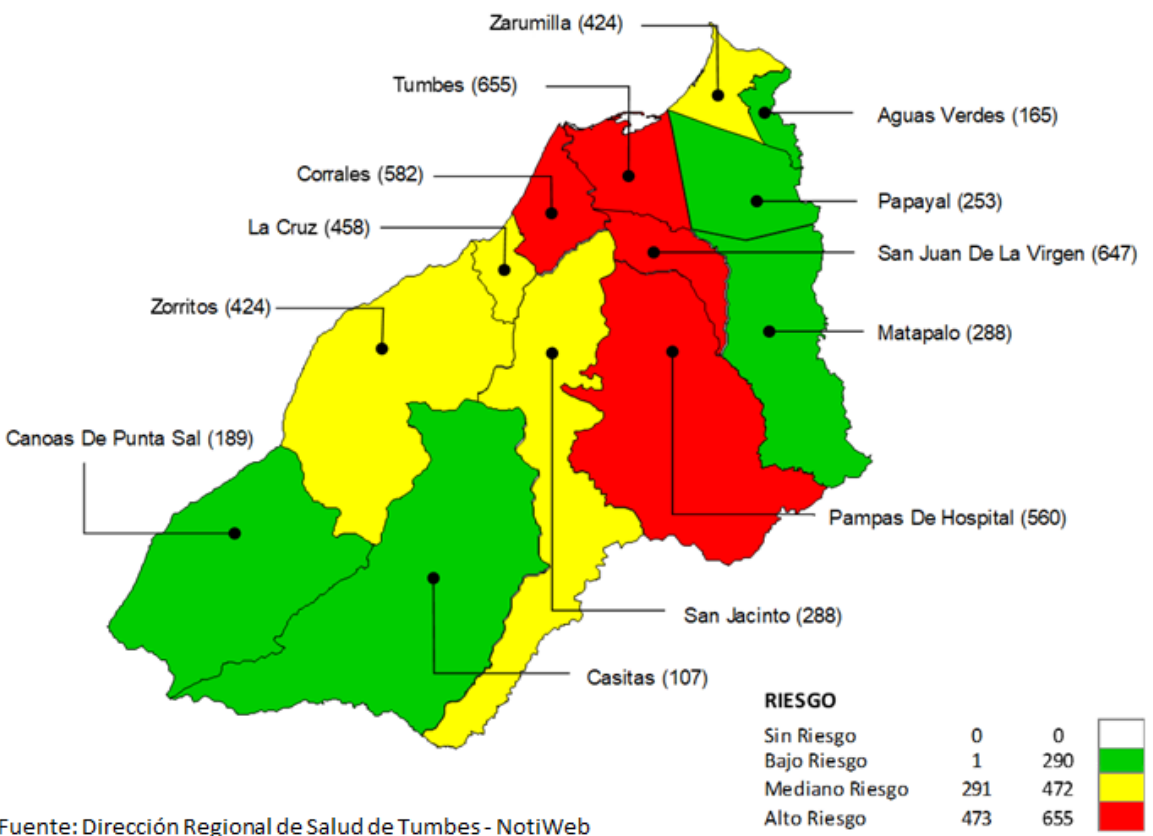 Zarumilla (424)
Tumbes (655)
Aguas Verdes (165)
Corrales (582)
Papayal (253)
La Cruz (458)
San Juan De La Virgen (647)
Zorritos (424)
Matapalo (288)
Canoas De Punta Sal (189)
Pampas De Hospital (560)
San Jacinto (288)
Casitas (107)
RIESGO
Sin Riesgo 0 0
Bajo Riesgo 1 290
Mediano Riesgo 291 472
Alto Riesgo 473 655
Fuente: Dirección Regional de Salud de Tumbes - NotiWeb